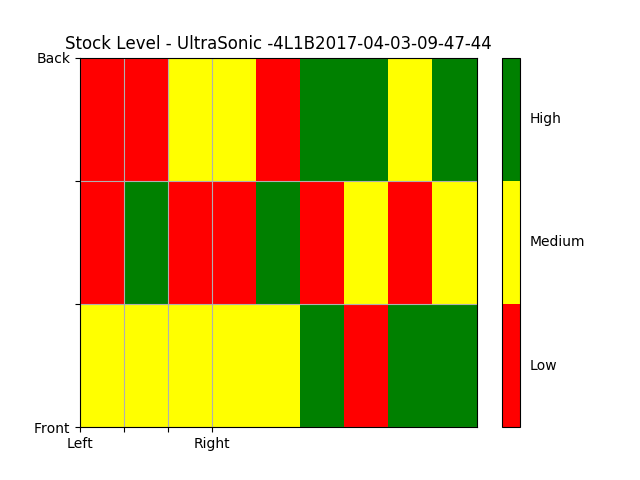 Stock Level - UltraSonic -4L1B2017-04-03-09-47-44
Back
High
Medium
Low
Front
Left
Right